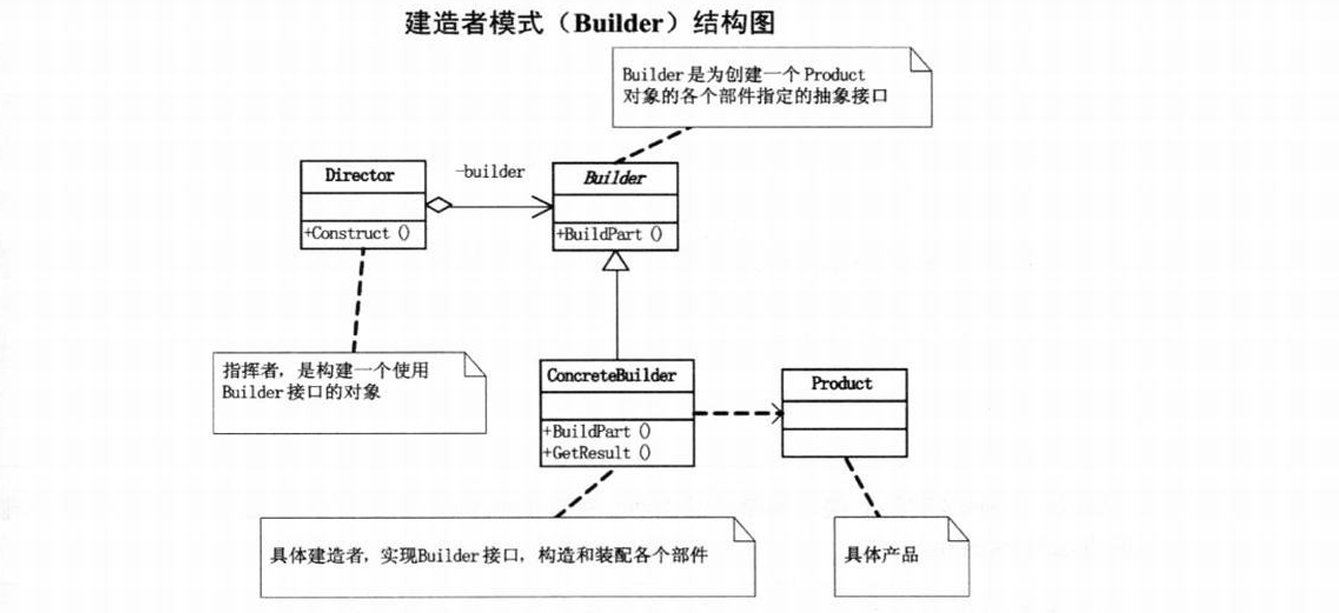 建造者模式（Builder）结构图
Builder是为创建一个Product
对象的各个部件指定的抽象接口
Director
-builder
Builder
+Construct ()
+BuildPart ()
指挥者，是构建一个使用
Builder接口的对象
ConcreteBuilder
Product
+BuildPart ()
+GetResult ()
具体建造者，实现Builder接口，构造和装配各个部件
具体产品